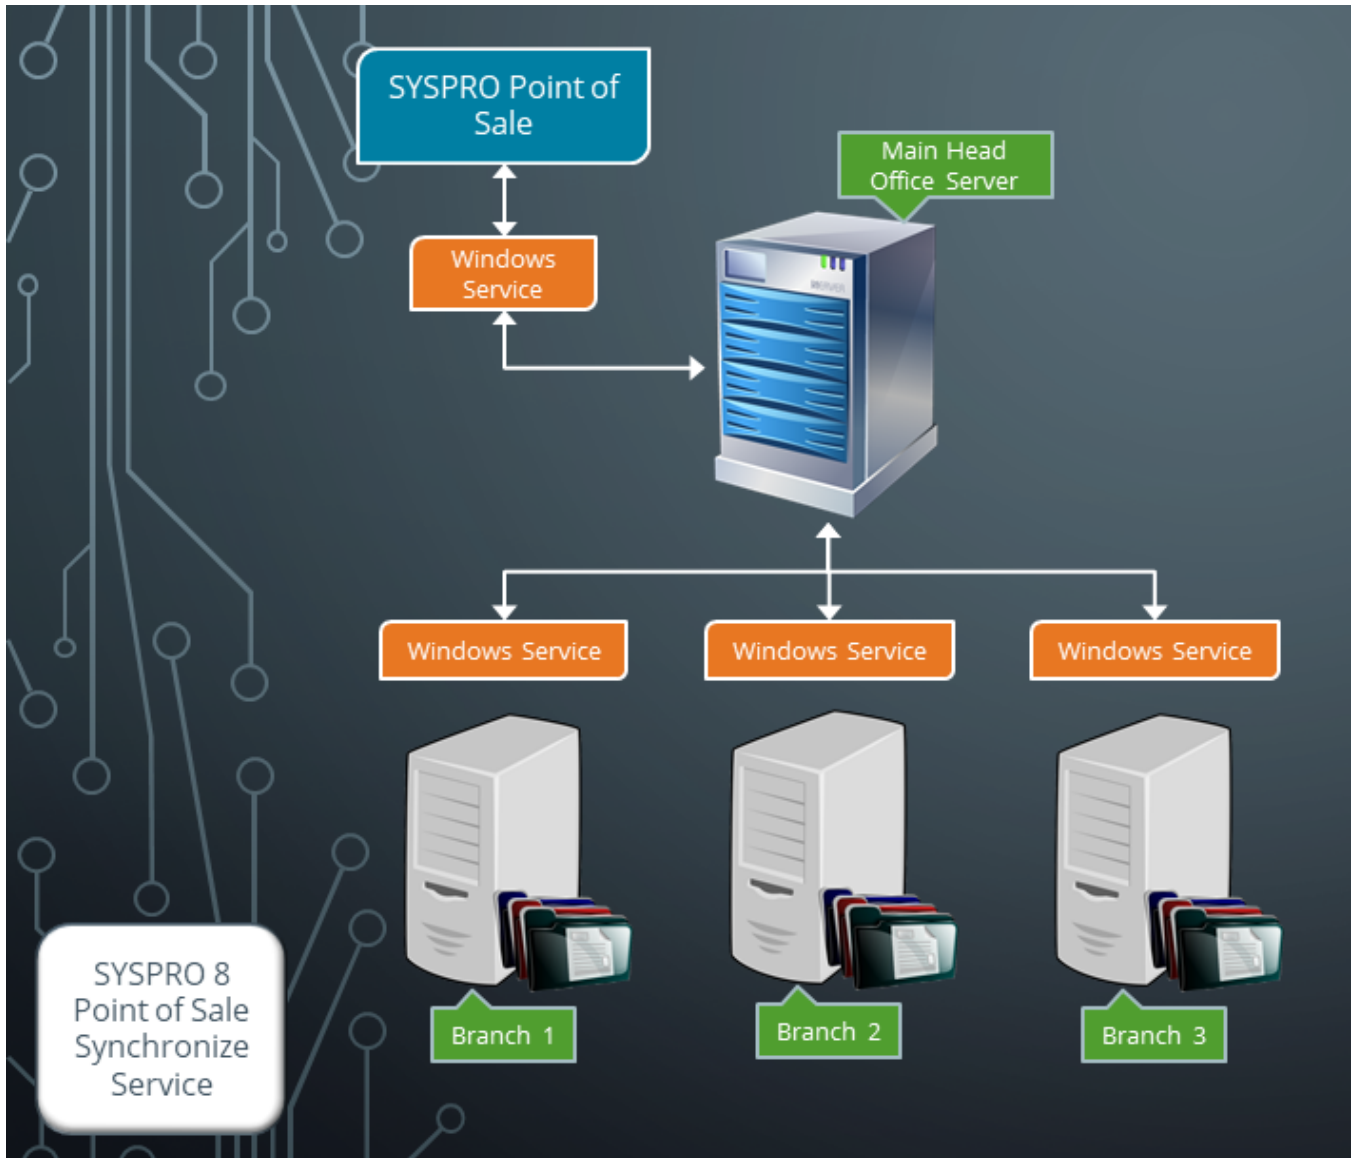 SYSPRO Point of
Sale
Main Head
Office Server
Windows
Service
Windows Service
Windows Service
Windows Service
Branch 1
Branch 2
Branch 3
SYSPRO 8
Point of Sale
Synchronize
Service